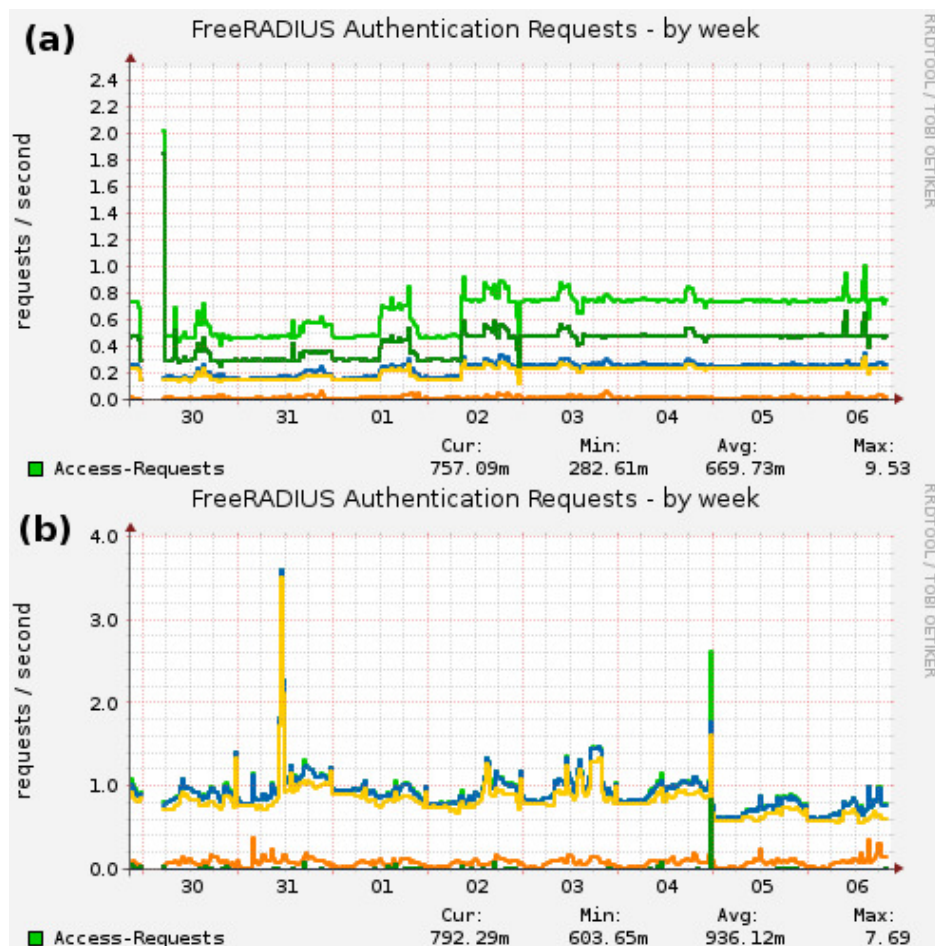 (a) FreeRADIUS Authentication Requests - by week
RRDTOOL / TOBI OETIKER
requests / second
2.4
2.2
2.0
1.8
1.6
1.4
1.2
1.0
0.8
0.6
0.4
0.2
0.0
30 31 01 02 03 04 05 06
Cur: Min: Avg: Max:
Access-Requests 757.09m 282.61m 669.73m 9.53
(b) FreeRADIUS Authentication Requests - by week
RRDTOOL / TOBI OETIKER
requests / second
4.0
3.0
2.0
1.0
0.0
30 31 01 02 03 04 05 06
Cur: Min: Avg: Max:
Access-Requests 792.29m 603.65m 936.12m 7.69